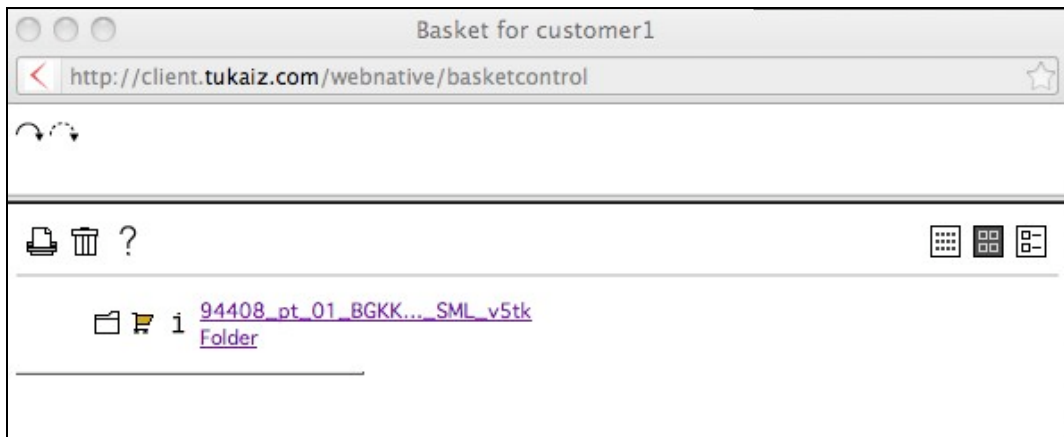 Basket for customer1
http://client.tukaiz.com/webnative/basketcontrol
?
i 94408_pt_01_BGKK..._SML_v5tk
Folder